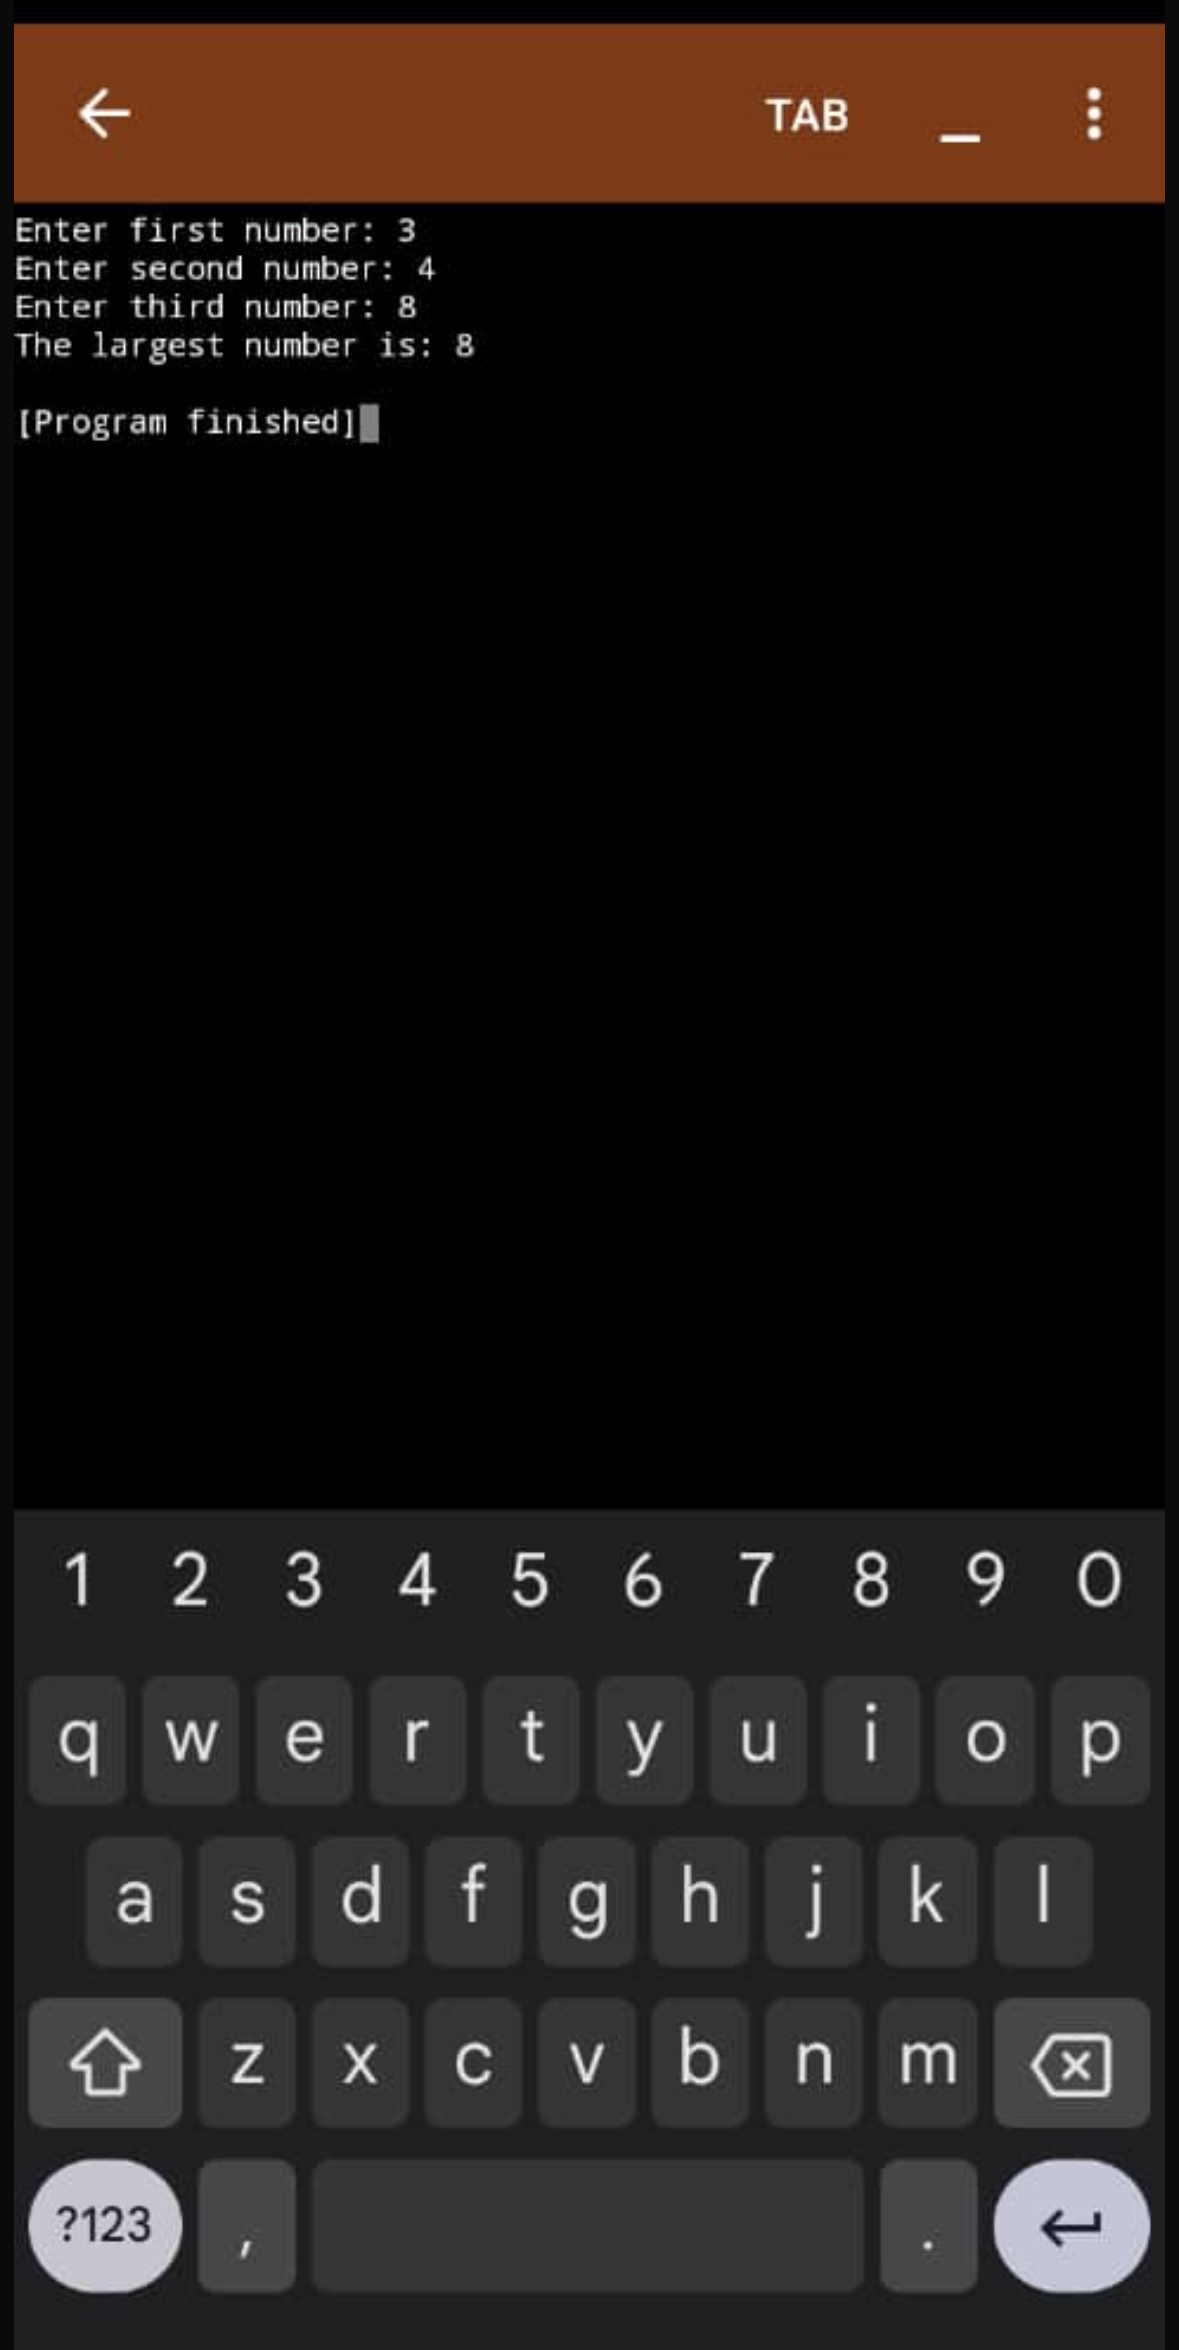 TAB _
Enter first number: 3
Enter second number: 4
Enter third number: 8
The largest number is: 8
[Program finished]
1 2 3 4 5 6 7 8 9 0
q w e r t y u i o p
a s d f g h j k l
z x c v b n m
?123 , .